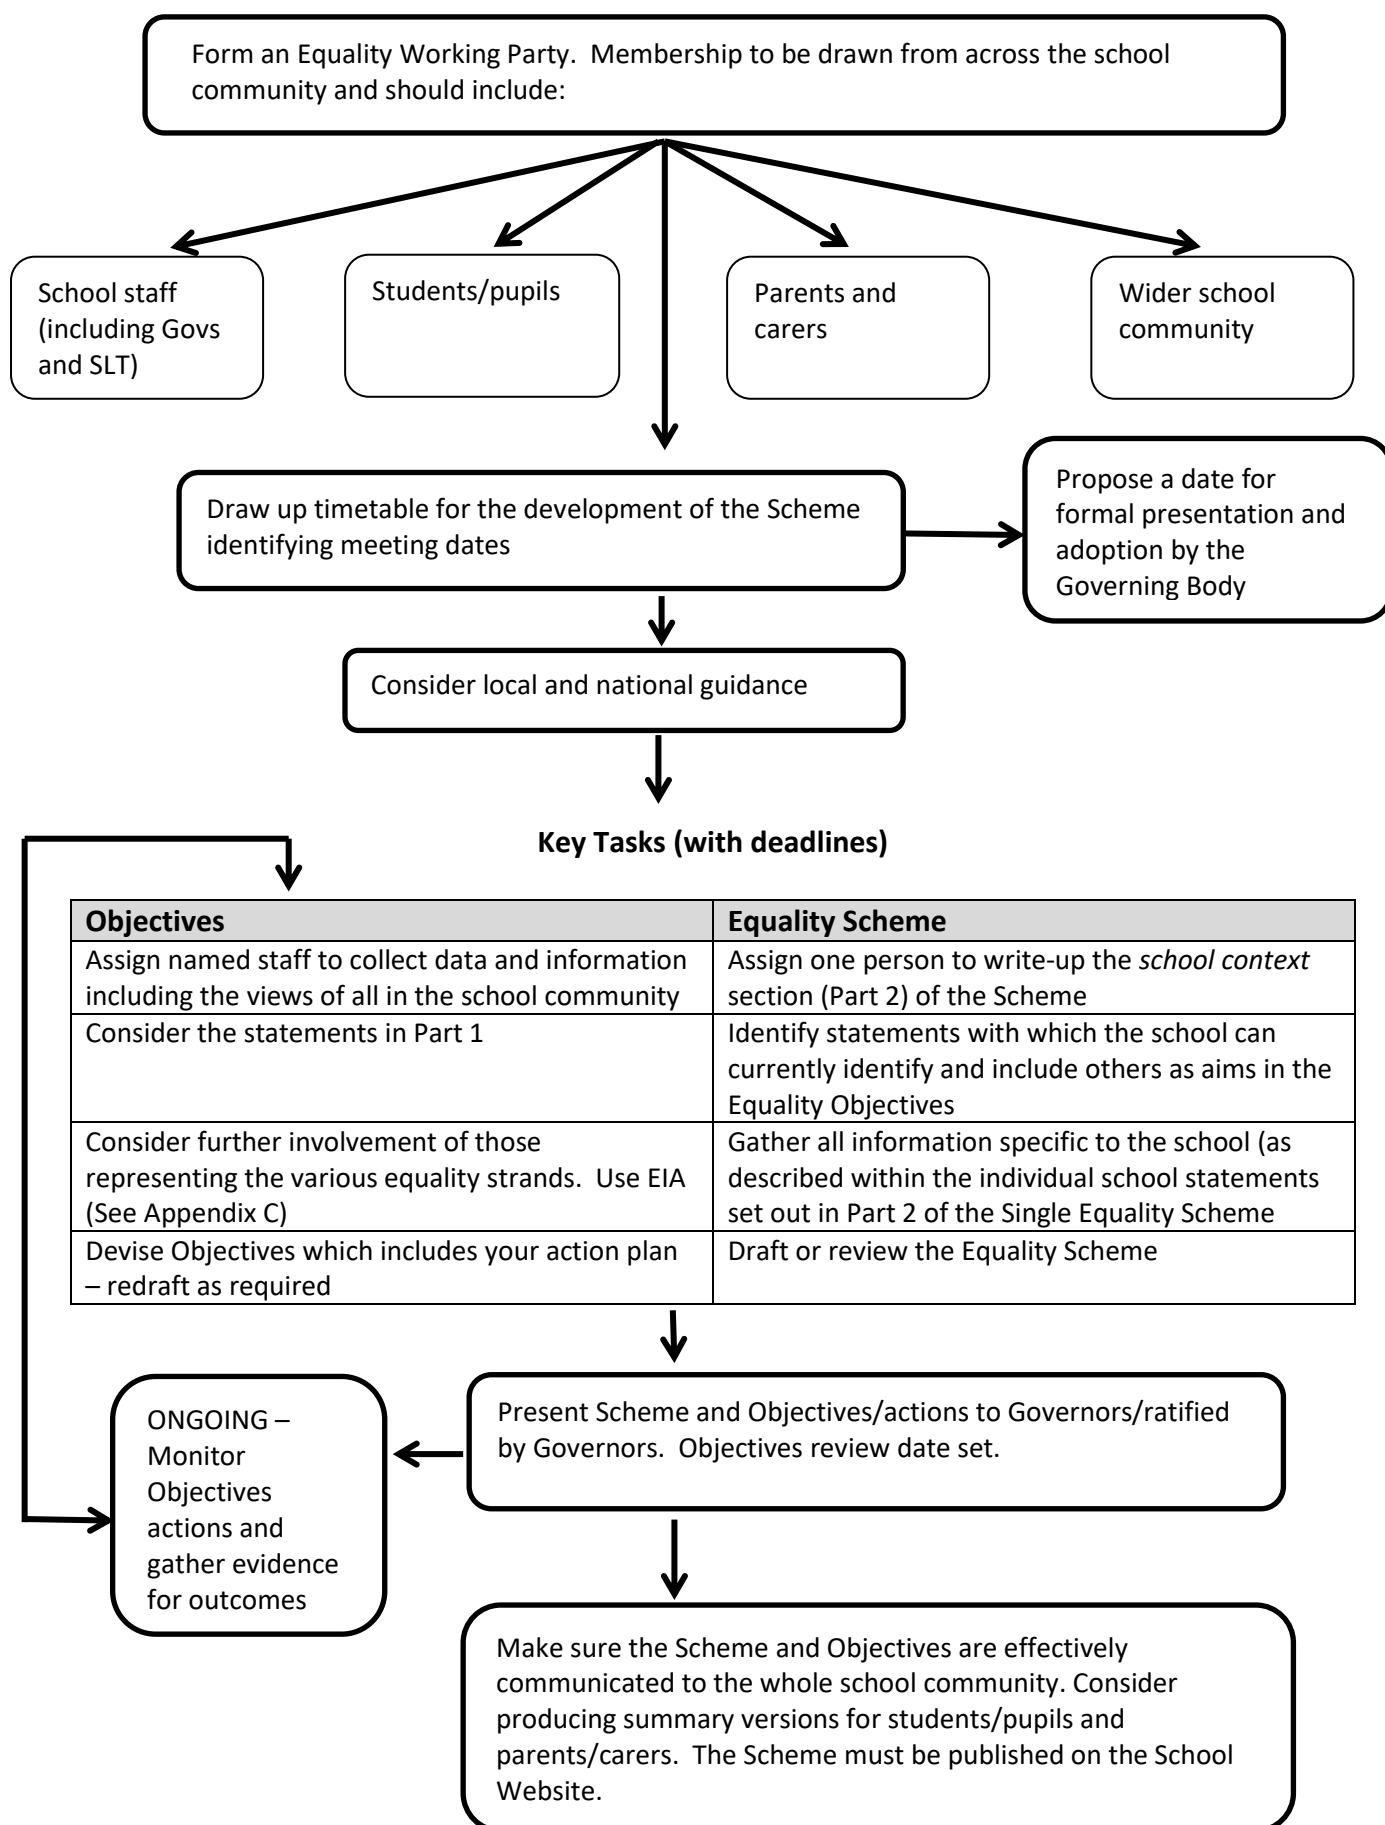 Form an Equality Working Party.  Membership to be drawn from across the school
community and should include:
School staff
(including Govs
and SLT)
Students/pupils
Parents and
carers
Wider school
community
Draw up timetable for the development of the Scheme
identifying meeting dates
Propose a date for
formal presentation and
adoption by the
Governing Body
Consider local and national guidance
Key Tasks (with deadlines)
Objectives
Equality Scheme
Assign named staff to collect data and information
including the views of all in the school community
Assign one person to write-up the school context
section (Part 2) of the Scheme
Consider the statements in Part 1
Identify statements with which the school can
currently identify and include others as aims in the
Equality Objectives
Consider further involvement of those
representing the various equality strands.  Use EIA
(See Appendix C)
Gather all information specific to the school (as
described within the individual school statements
set out in Part 2 of the Single Equality Scheme
Devise Objectives which includes your action plan
– redraft as required
Draft or review the Equality Scheme
Present Scheme and Objectives/actions to Governors/ratified
by Governors.  Objectives review date set.
ONGOING –
Monitor
Objectives
actions and
gather evidence
for outcomes
Make sure the Scheme and Objectives are effectively
communicated to the whole school community. Consider
producing summary versions for students/pupils and
parents/carers.  The Scheme must be published on the School
Website.